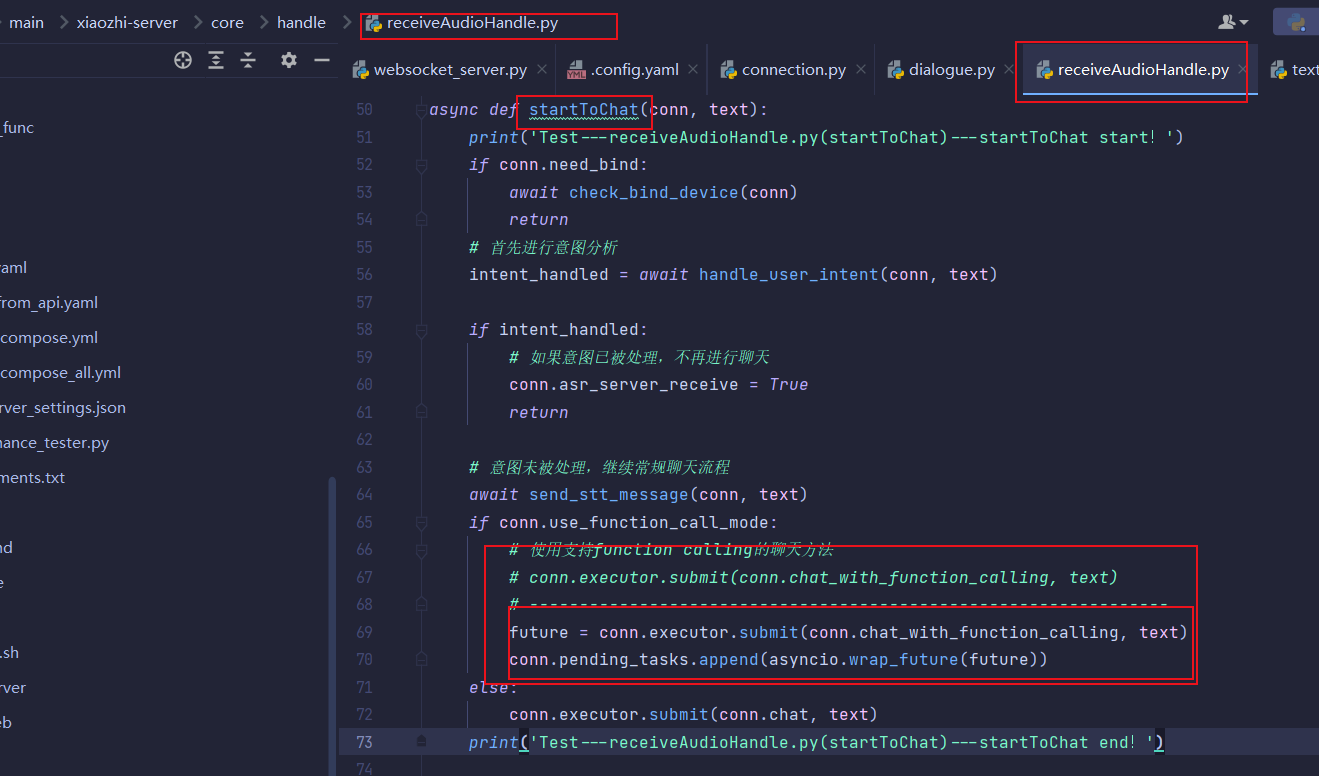 main > xiaozhi-server > core > handle > receiveAudioHandle.py
websocket_server.py × .config.yaml × connection.py × dialogue.py × receiveAudioHandle.py × text
_func
aml
from_api.yaml
compose.yml
compose_all.yml
rver_settings.json
nance_tester.py
ments.txt
nd
e
.sh
rver
eb
50 async def startToChat(conn, text):
51 print('Test---receiveAudioHandle.py(startToChat)---startToChat start! ')
52 if conn.need_bind:
53 await check_bind_device(conn)
54 return
55 # 首先进行意图分析
56 intent_handled = await handle_user_intent(conn, text)
57
58 if intent_handled:
59 # 如果意图已被处理，不再进行聊天
60 conn.asr_server_receive = True
61 return
62
63 # 意图未被处理，继续常规聊天流程
64 await send_stt_message(conn, text)
65 if conn.use_function_call_mode:
66 # 使用支持function calling的聊天方法
67 # conn.executor.submit(conn.chat_with_function_calling, text)
68 # ----------------------------------------------------------------
69 future = conn.executor.submit(conn.chat_with_function_calling, text)
70 conn.pending_tasks.append(asyncio.wrap_future(future))
71 else:
72 conn.executor.submit(conn.chat, text)
73 print('Test---receiveAudioHandle.py(startToChat)---startToChat end! ')
74